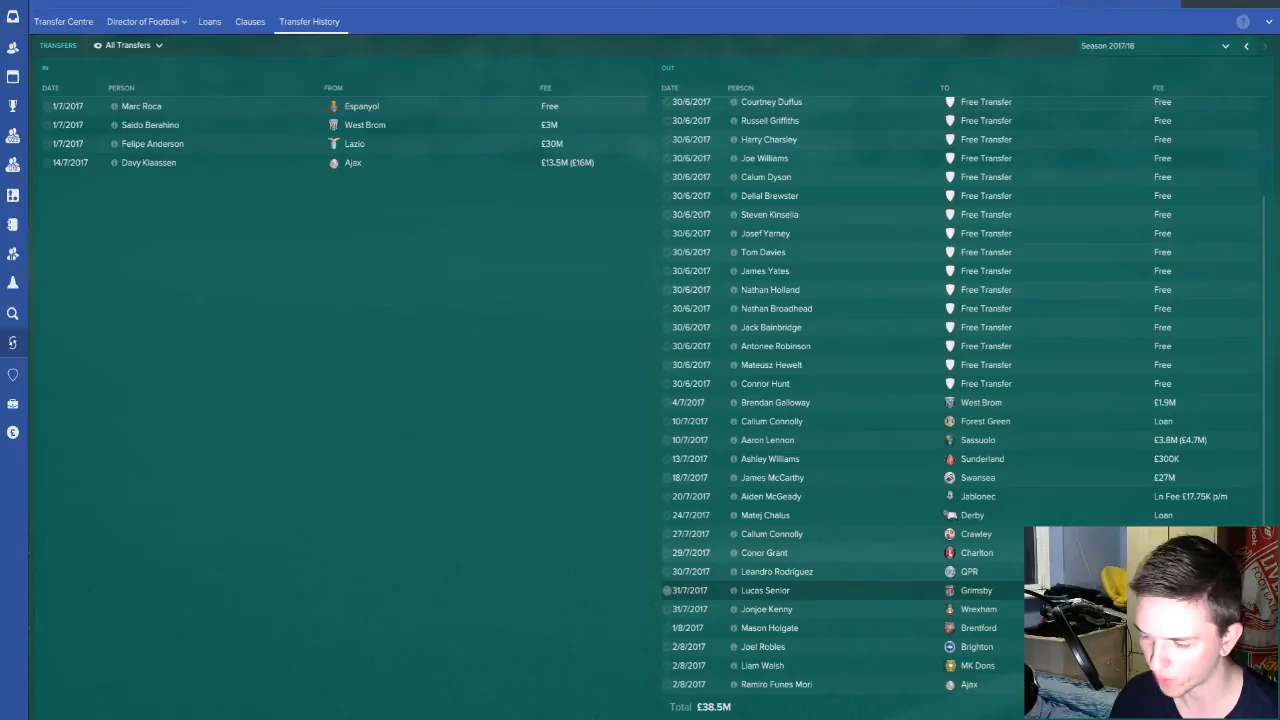 Transfer Centre Director of Football Loans Clauses Transfer History
TRANSFERS All Transfers Season 2017/18
IN
DATE PERSON FROM FEE
1/7/2017 Marc Roca Espanyol Free
1/7/2017 Saido Berahino West Brom £3M
1/7/2017 Felipe Anderson Lazio £30M
14/7/2017 Davy Klaassen Ajax £13.5M (£16M)
OUT
DATE PERSON TO FEE
30/6/2017 Courtney Duffus Free Transfer Free
30/6/2017 Russell Griffiths Free Transfer Free
30/6/2017 Harry Charsley Free Transfer Free
30/6/2017 Joe Williams Free Transfer Free
30/6/2017 Calum Dyson Free Transfer Free
30/6/2017 Delial Brewster Free Transfer Free
30/6/2017 Steven Kinsella Free Transfer Free
30/6/2017 Josef Yarney Free Transfer Free
30/6/2017 Tom Davies Free Transfer Free
30/6/2017 James Yates Free Transfer Free
30/6/2017 Nathan Holland Free Transfer Free
30/6/2017 Nathan Broadhead Free Transfer Free
30/6/2017 Jack Bainbridge Free Transfer Free
30/6/2017 Antonee Robinson Free Transfer Free
30/6/2017 Mateusz Hewelt Free Transfer Free
30/6/2017 Connor Hunt Free Transfer Free
4/7/2017 Brendan Galloway West Brom £1.9M
10/7/2017 Callum Connolly Forest Green Loan
10/7/2017 Aaron Lennon Sassuolo £3.8M (£4.7M)
13/7/2017 Ashley Williams Sunderland £300K
18/7/2017 James McCarthy Swansea £27M
20/7/2017 Aiden McGeady Jablonec Ln Fee £17.75K p/m
24/7/2017 Matej Chalus Derby Loan
27/7/2017 Callum Connolly Crawley
29/7/2017 Conor Grant Charlton
30/7/2017 Leandro Rodríguez QPR
31/7/2017 Lucas Senior Grimsby
31/7/2017 Jonjoe Kenny Wrexham
1/8/2017 Mason Holgate Brentford
2/8/2017 Joel Robles Brighton
2/8/2017 Liam Walsh MK Dons
2/8/2017 Ramiro Funes Mori Ajax
Total £38.5M